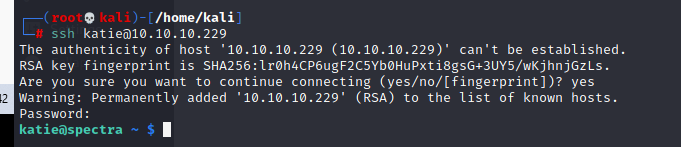 (root💀kali)-[/home/kali]
# ssh katie@10.10.10.229
The authenticity of host '10.10.10.229 (10.10.10.229)' can't be established.
RSA key fingerprint is SHA256:lr0h4CP6ugF2C5Yb0HuPxti8gsG+3UY5/wKjhnjGzLs.
Are you sure you want to continue connecting (yes/no/[fingerprint])? yes
42
Warning: Permanently added '10.10.10.229' (RSA) to the list of known hosts.
Password:
katie@spectra ~ $